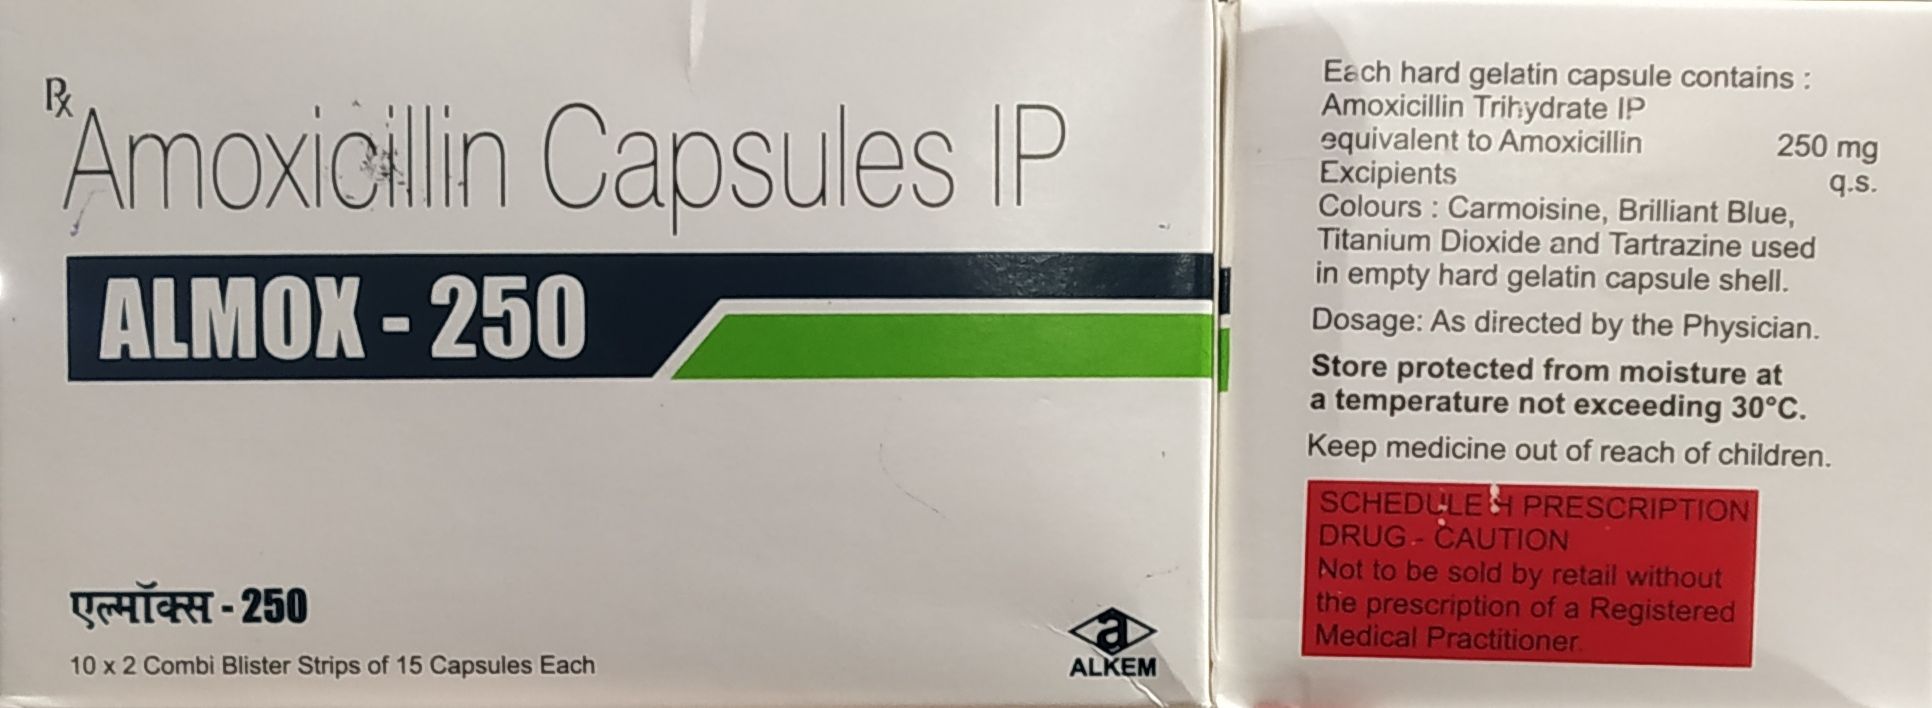 Rx
Amoxicillin Capsules IP
ALMOX - 250
एल्मॉक्स - 250
10 x 2 Combi Blister Strips of 15 Capsules Each
a
ALKEM
Each hard gelatin capsule contains :
Amoxicillin Trihydrate IP
equivalent to Amoxicillin 250 mg
Excipients q.s.
Colours : Carmoisine, Brilliant Blue,
Titanium Dioxide and Tartrazine used
in empty hard gelatin capsule shell.
Dosage: As directed by the Physician.
Store protected from moisture at
a temperature not exceeding 30°C.
Keep medicine out of reach of children.
SCHEDULE H PRESCRIPTION
DRUG - CAUTION
Not to be sold by retail without
the prescription of a Registered
Medical Practitioner.